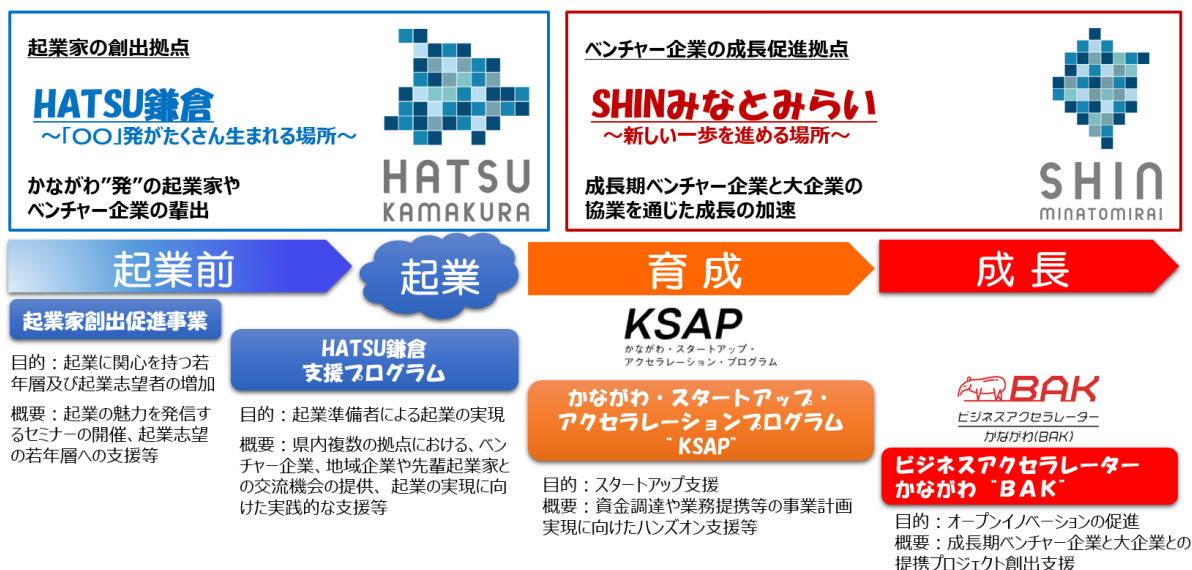 起業家の創出拠点
HATSU鎌倉
～「〇〇」発がたくさん生まれる場所～
かながわ”発”の起業家や
ベンチャー企業の輩出
HATSU
KAMAKURA
ベンチャー企業の成長促進拠点
SHINみなとみらい
～新しい一歩を進める場所～
成長期ベンチャー企業と大企業の
協業を通じた成長の加速
SHIN
MINATOMIRAI
起業前
起業
育成
成長
起業家創出促進事業
目的：起業に関心を持つ若
年層及び起業志望者の増加
概要：起業の魅力を発信す
るセミナーの開催、起業志望
の若年層への支援等
HATSU鎌倉
支援プログラム
目的：起業準備者による起業の実現
概要：県内複数の拠点における、ベン
チャー企業、地域企業や先輩起業家と
の交流機会の提供、起業の実現に向
けた実践的な支援等
KSAP
かながわ・スタートアップ・
アクセラレーション・プログラム
かながわ・スタートアップ・
アクセラレーションプログラム
“KSAP”
目的：スタートアップ支援
概要：資金調達や業務提携等の事業計画
実現に向けたハンズオン支援等
BAK
ビジネスアクセラレーター
かながわ(BAK)
ビジネスアクセラレーター
かながわ “BAK”
目的：オープンイノベーションの促進
概要：成長期ベンチャー企業と大企業との
提携プロジェクト創出支援